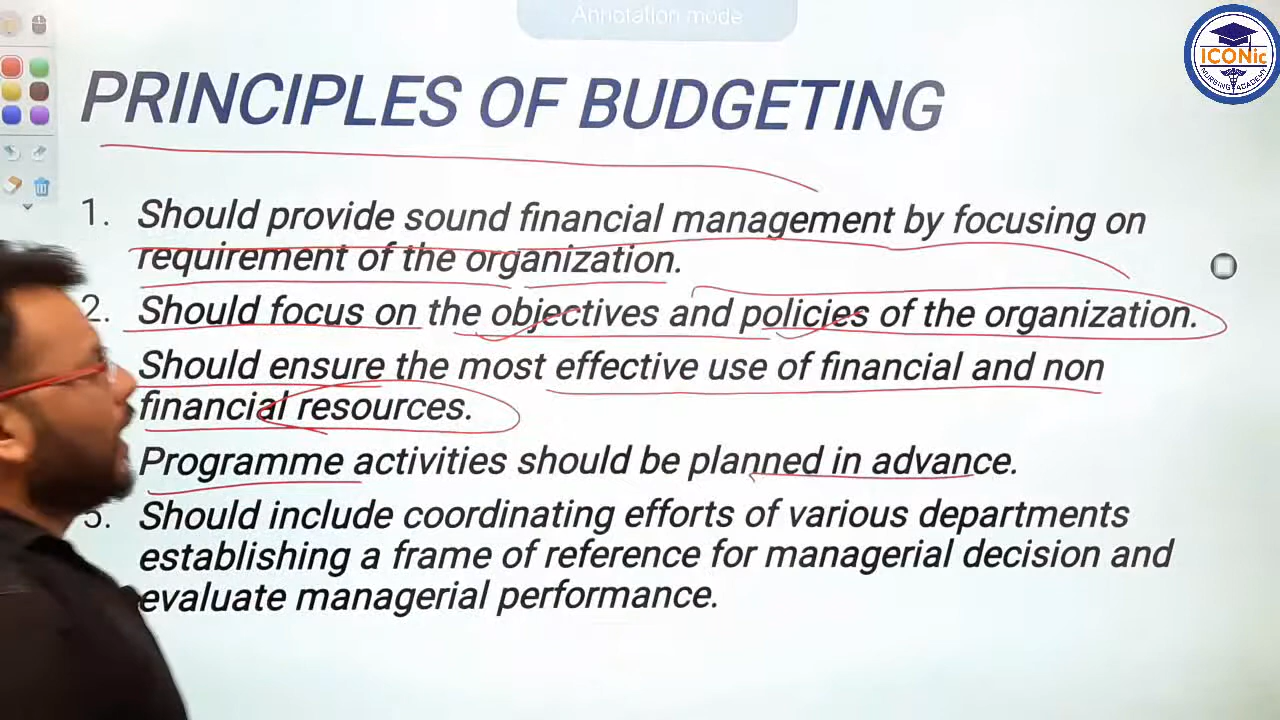 Annotation mode
ICONic
NURSING ACADEMY
PRINCIPLES OF BUDGETING
1. Should provide sound financial management by focusing on
requirement of the organization.
2. Should focus on the objectives and policies of the organization.
Should ensure the most effective use of financial and non
financial resources.
Programme activities should be planned in advance.
5. Should include coordinating efforts of various departments
establishing a frame of reference for managerial decision and
evaluate managerial performance.